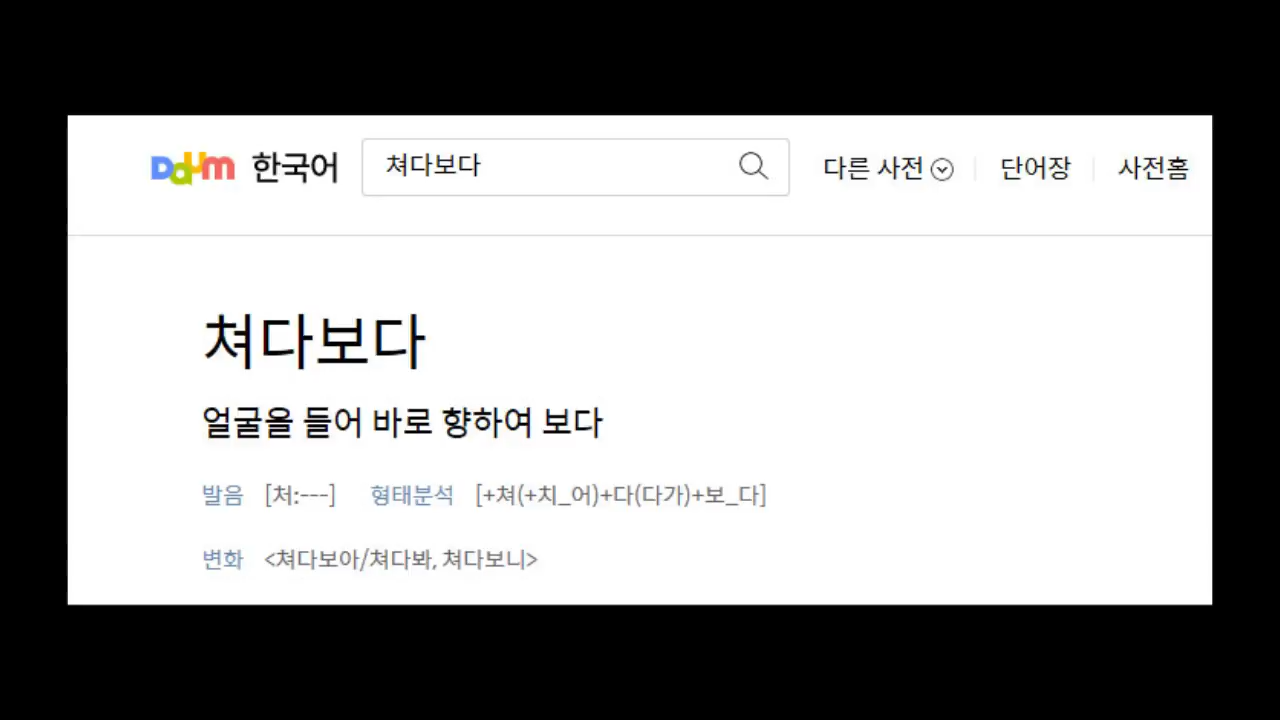 Daum 한국어 쳐다보다 다른 사전 단어장 사전홈
쳐다보다
얼굴을 들어 바로 향하여 보다
발음 [처:---] 형태분석 [+쳐(+치_어)+다(다가)+보_다]
변화 <쳐다보아/쳐다봐, 쳐다보니>